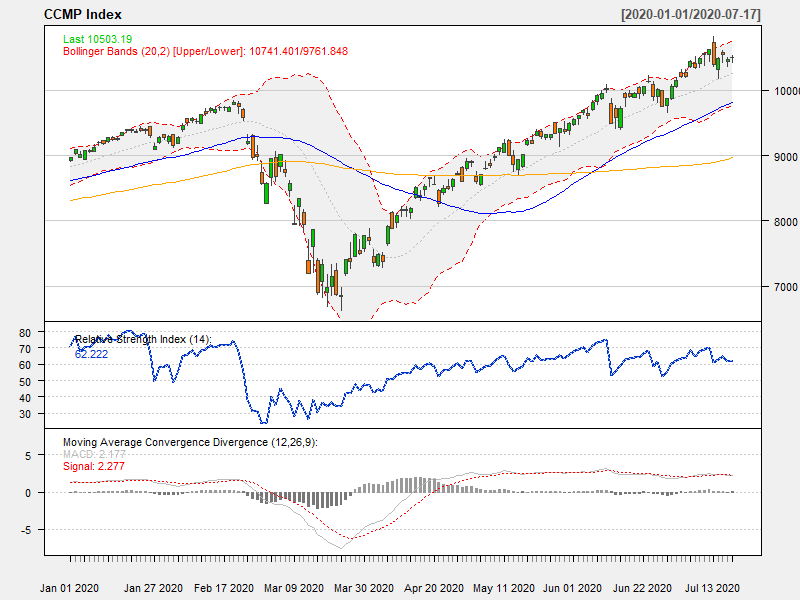 CCMP Index [2020-01-01/2020-07-17]
Last 10503.19
Bollinger Bands (20,2) [Upper/Lower]: 10741.401/9761.848
10000
9000
8000
7000
Relative Strength Index (14):
62.222
80
70
60
50
40
30
Moving Average Convergence Divergence (12,26,9):
MACD: 2.177
Signal: 2.277
5
0
-5
Jan 01 2020 Jan 27 2020 Feb 17 2020 Mar 09 2020 Mar 30 2020 Apr 20 2020 May 11 2020 Jun 01 2020 Jun 22 2020 Jul 13 2020